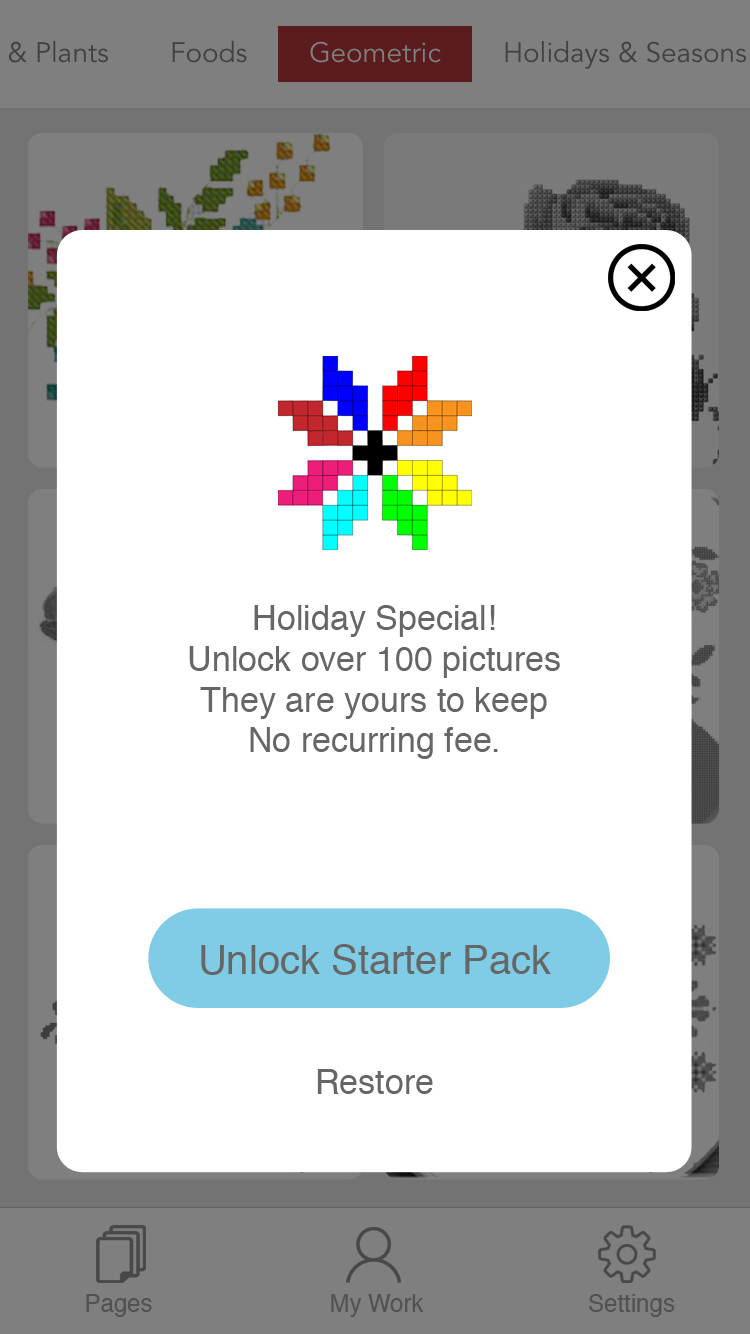 & Plants Foods Geometric Holidays & Seasons
Holiday Special!
Unlock over 100 pictures
They are yours to keep
No recurring fee.
Unlock Starter Pack
Restore
Pages My Work Settings